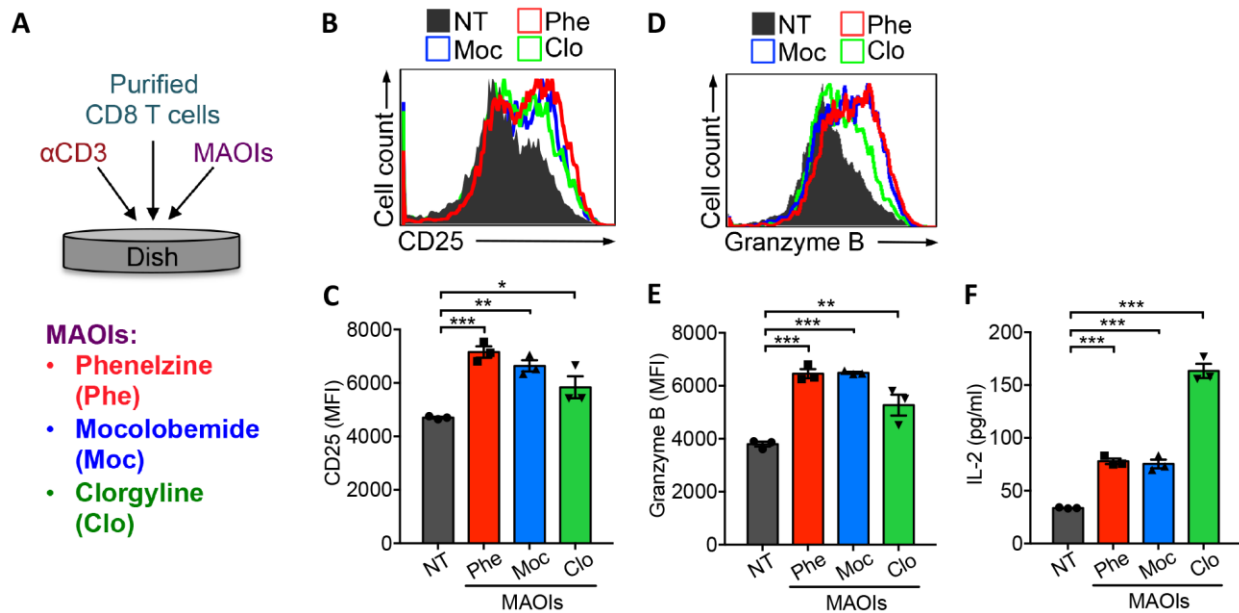 A
Purified
CD8 T cells
αCD3
MAOIs
Dish
MAOIs:
• Phenelzine
(Phe)
• Mocolobemide
(Moc)
• Clorgyline
(Clo)
B
NT Phe
Moc Clo
Cell count
CD25
D
NT Phe
Moc Clo
Cell count
Granzyme B
C
*
**
***
8000
6000
4000
2000
0
CD25 (MFI)
NT Phe Moc Clo
MAOIs
E
**
***
***
8000
6000
4000
2000
0
Granzyme B (MFI)
NT Phe Moc Clo
MAOIs
F
***
***
***
200
150
100
50
0
IL-2 (pg/ml)
NT Phe Moc Clo
MAOIs